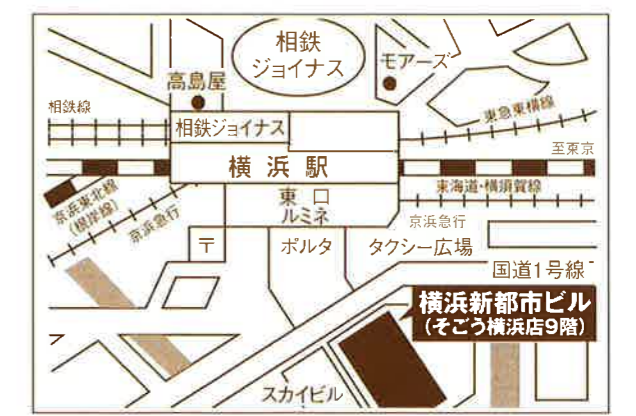 相鉄
ジョイナス
モアーズ
高島屋
相鉄線
東急東横線
相鉄ジョイナス
至東京
横浜駅
東海道・横須賀線
京浜東北線
(根岸線)
京浜急行
東口
ルミネ
京浜急行
〒
ポルタ
タクシー広場
国道1号線
横浜新都市ビル
(そごう横浜店9階)
スカイビル